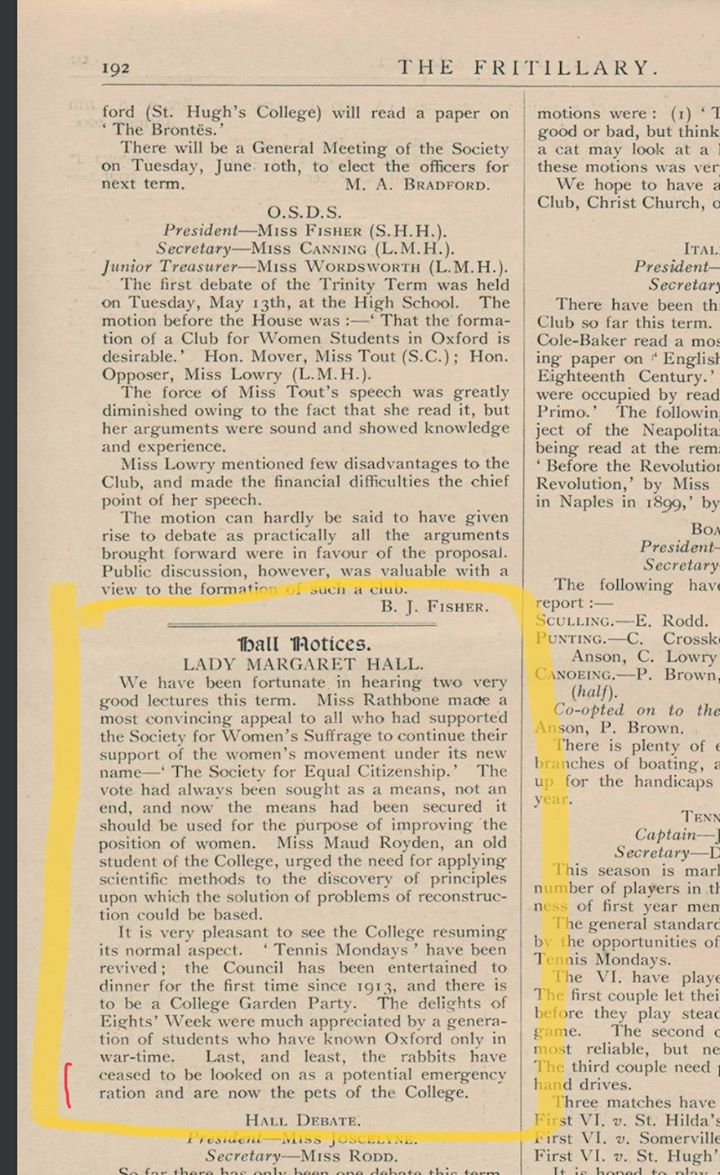 192
THE FRITILLARY.
ford (St. Hugh's College) will read a paper on
' The Brontës.'
There will be a General Meeting of the Society
on Tuesday, June 10th, to elect the officers for
next term. M. A. BRADFORD.
O.S.D.S.
President—MISS FISHER (S.H.H.).
Secretary—MISS CANNING (L.M.H.).
Junior Treasurer—MISS WORDSWORTH (L.M.H.).
The first debate of the Trinity Term was held
on Tuesday, May 13th, at the High School. The
motion before the House was :—' That the forma-
tion of a Club for Women Students in Oxford is
desirable.' Hon. Mover, Miss Tout (S.C.) ; Hon.
Opposer, Miss Lowry (L.M.H.).
The force of Miss Tout's speech was greatly
diminished owing to the fact that she read it, but
her arguments were sound and showed knowledge
and experience.
Miss Lowry mentioned few disadvantages to the
Club, and made the financial difficulties the chief
point of her speech.
The motion can hardly be said to have given
rise to debate as practically all the arguments
brought forward were in favour of the proposal.
Public discussion, however, was valuable with a
view to the formation of such a club.
B. J. FISHER.
Hall Notices.
LADY MARGARET HALL.
We have been fortunate in hearing two very
good lectures this term. Miss Rathbone made a
most convincing appeal to all who had supported
the Society for Women's Suffrage to continue their
support of the women's movement under its new
name—' The Society for Equal Citizenship.' The
vote had always been sought as a means, not an
end, and now the means had been secured it
should be used for the purpose of improving the
position of women. Miss Maud Royden, an old
student of the College, urged the need for applying
scientific methods to the discovery of principles
upon which the solution of problems of reconstruc-
tion could be based.
It is very pleasant to see the College resuming
its normal aspect. ' Tennis Mondays ' have been
revived ; the Council has been entertained to
dinner for the first time since 1913, and there is
to be a College Garden Party. The delights of
Eights' Week were much appreciated by a genera-
tion of students who have known Oxford only in
war-time. Last, and least, the rabbits have
ceased to be looked on as a potential emergency
ration and are now the pets of the College.
HALL DEBATE.
President—MISS JOSCELYNE.
Secretary—MISS RODD.
So far there has only been one debate this term
motions were : (1) ' T
good or bad, but think
a cat may look at a
these motions was ver
We hope to have a
Club, Christ Church, o
ITAL
President—
Secretary
There have been th
Club so far this term.
Cole-Baker read a mos
ing paper on ' English
Eighteenth Century.'
were occupied by read
Primo.' The followin
ject of the Neapolita
being read at the rem
' Before the Revolution
Revolution,' by Miss
in Naples in 1899,' by
BOA
President—
Secretary
The following hav
report :—
SCULLING.—E. Rodd.
PUNTING.—C. Crossk
Anson, C. Lowry
CANOEING.—P. Brown,
(half).
Co-opted on to the
Anson, P. Brown.
There is plenty of e
branches of boating, a
up for the handicaps
year.
TENN
Captain—J
Secretary—D
This season is mar
number of players in th
ness of first year mem
The general standard
by the opportunities of
Tennis Mondays.
The VI. have playe
The first couple let thei
before they play stead
game. The second c
most reliable, but ne
The third couple need p
hand drives.
Three matches have
First VI. v. St. Hilda's
First VI. v. Somerville
First VI. v. St. Hugh'
It is hoped to play